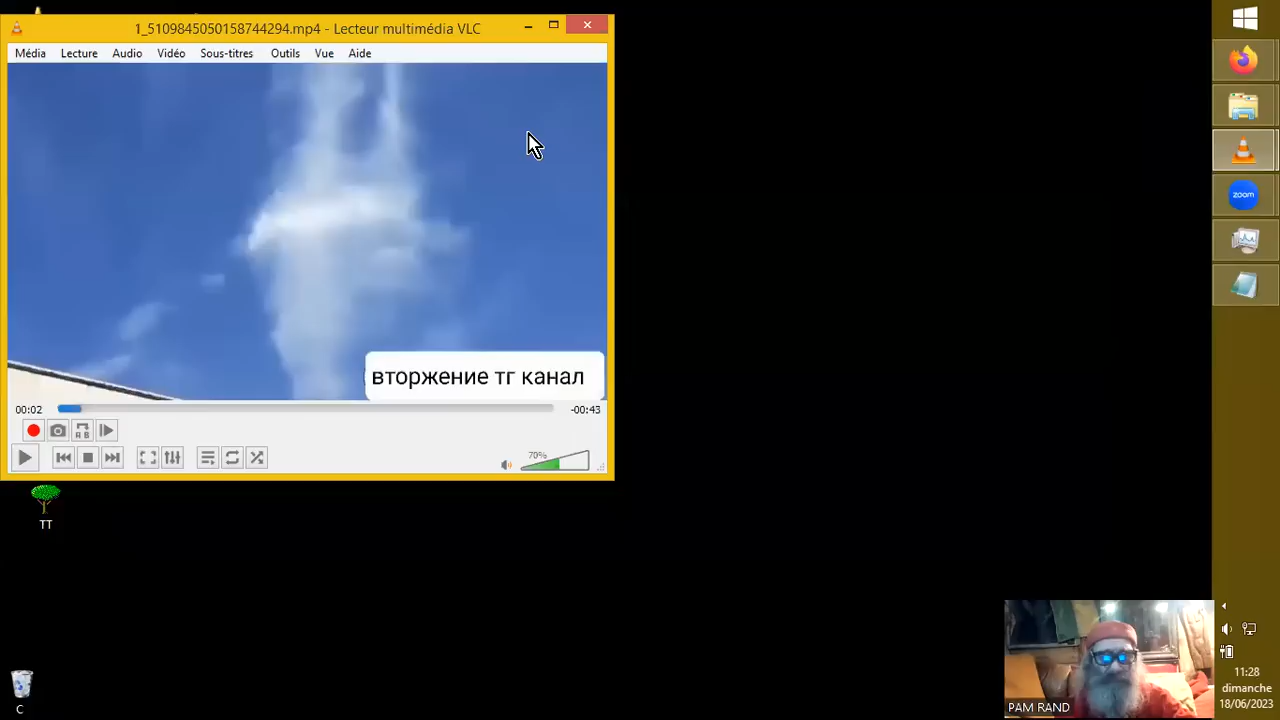 1_5109845050158744294.mp4 - Lecteur multimédia VLC
Média Lecture Audio Vidéo Sous-titres Outils Vue Aide
вторжение тг канал
00:02
-00:43
A B
70%
TT
zoom
C
PAM RAND
11:28
dimanche
18/06/2023